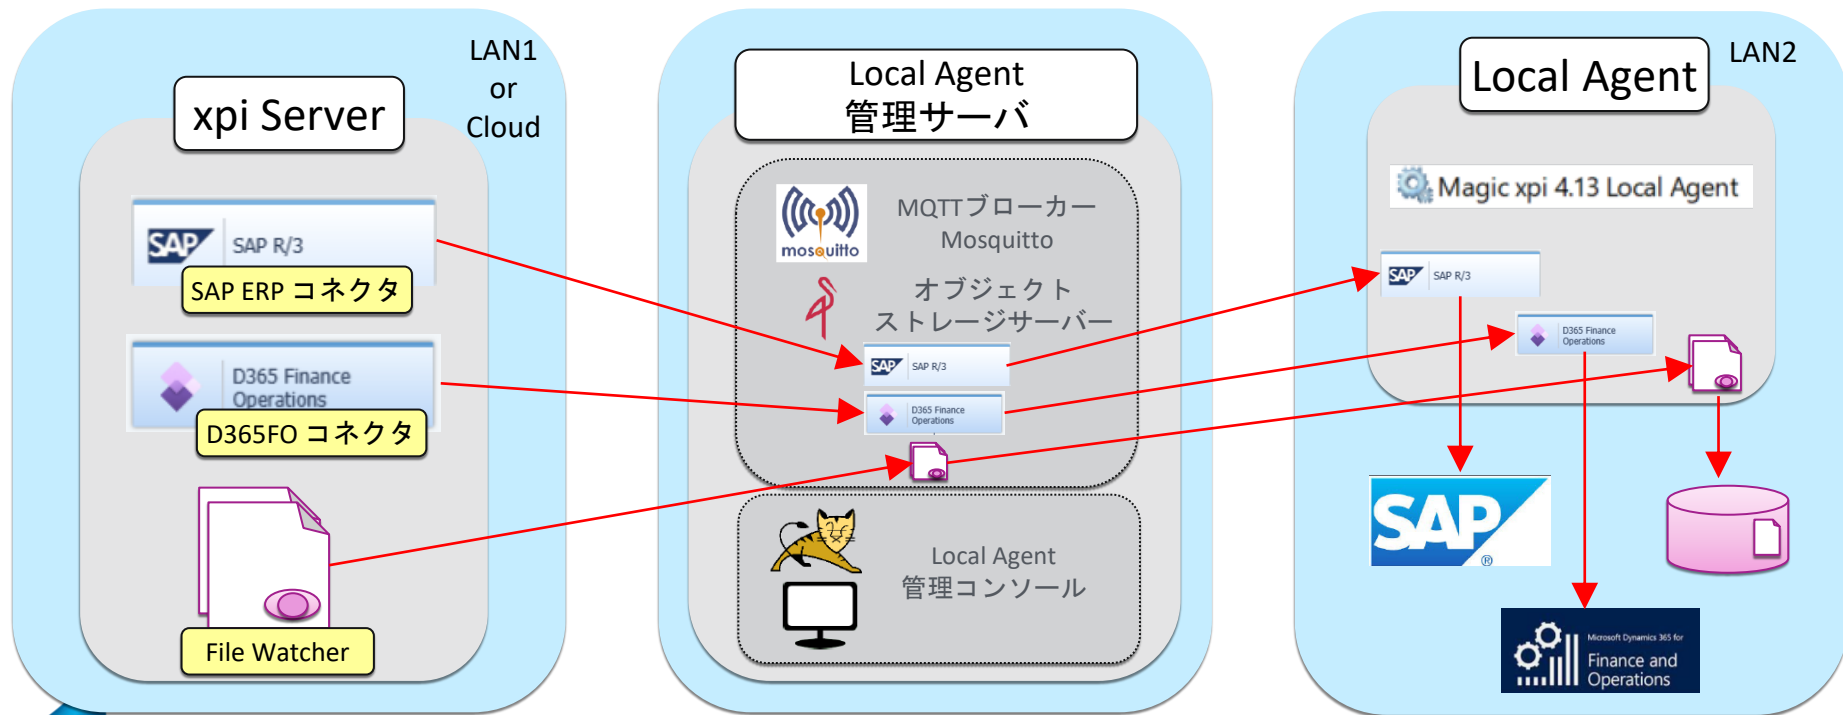 LAN1
or
Cloud
xpi Server
SAP
SAP R/3
SAP ERP コネクタ
D365 Finance
Operations
D365FO コネクタ
File Watcher
Local Agent
管理サーバ
mosquitto
MQTTブローカー
Mosquitto
オブジェクト
ストレージサーバー
SAP
SAP R/3
D365 Finance
Operations
Local Agent
管理コンソール
LAN2
Local Agent
Magic xpi 4.13 Local Agent
SAP
SAP R/3
D365 Finance
Operations
SAP
®
Microsoft Dynamics 365 for
Finance and
Operations